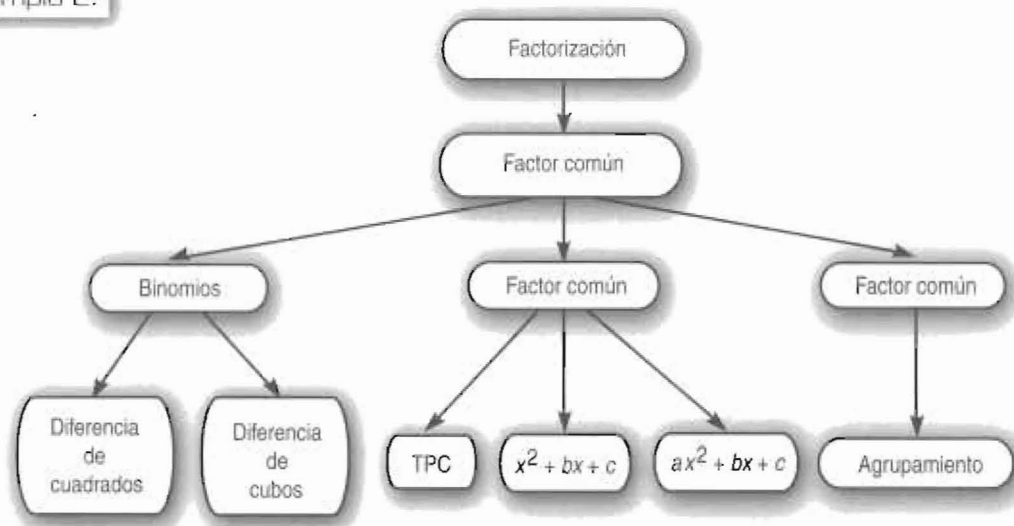 Factorización
Factor común
Binomios
Factor común
Factor común
Diferencia
de
cuadrados
Diferencia
de
cubos
TPC
x² + bx + c
ax² + bx + c
Agrupamiento